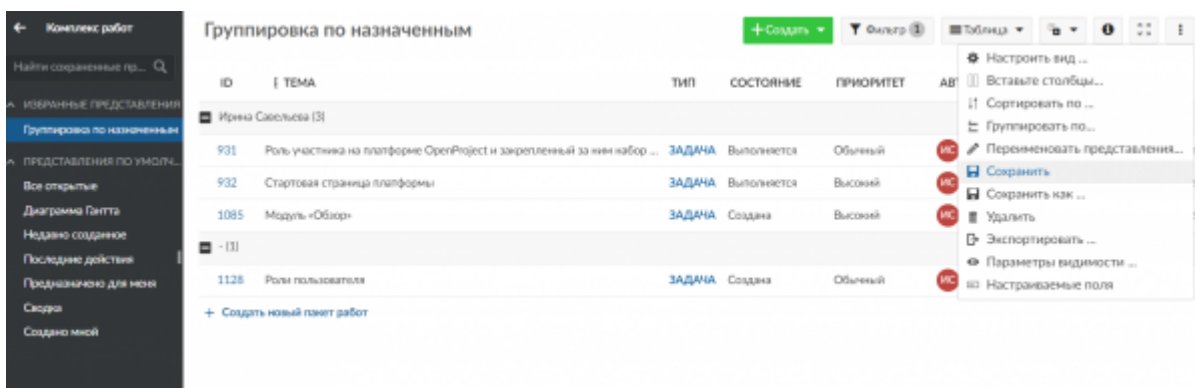 Комплекс работ
Группировка по назначенным
Создать
Фильтр 1
Таблица
Найти сохраненные пр...
ИЗБРАННЫЕ ПРЕДСТАВЛЕНИЯ
Группировка по назначенным
ПРЕДСТАВЛЕНИЯ ПО УМОЛЧ...
Все открытые
Диаграмма Гантта
Недавно созданное
Последние действия
Предназначено для меня
Сводка
Создано мной
ID ТЕМА ТИП СОСТОЯНИЕ ПРИОРИТЕТ АВТ
Ирина Савельева (3)
931 Роль участника на платформе OpenProject и закрепленный за ним набор ... ЗАДАЧА Выполняется Обычный ИС
932 Стартовая страница платформы ЗАДАЧА Выполняется Высокий ИС
1085 Модуль «Обзор» ЗАДАЧА Создана Высокий ИС
- (1)
1128 Роли пользователя ЗАДАЧА Создана Обычный ИС
+ Создать новый пакет работ
Настроить вид ...
Вставьте столбцы...
Сортировать по ...
Группировать по...
Переименовать представления...
Сохранить
Сохранить как ...
Удалить
Экспортировать ...
Параметры видимости ...
Настраиваемые поля